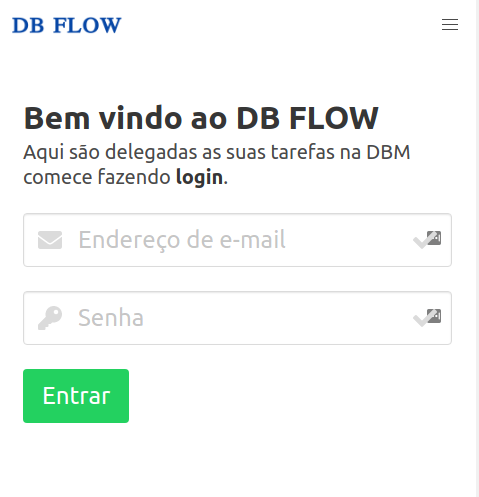 DB FLOW
Bem vindo ao DB FLOW
Aqui são delegadas as suas tarefas na DBM
comece fazendo login.
Endereço de e-mail
Senha
Entrar